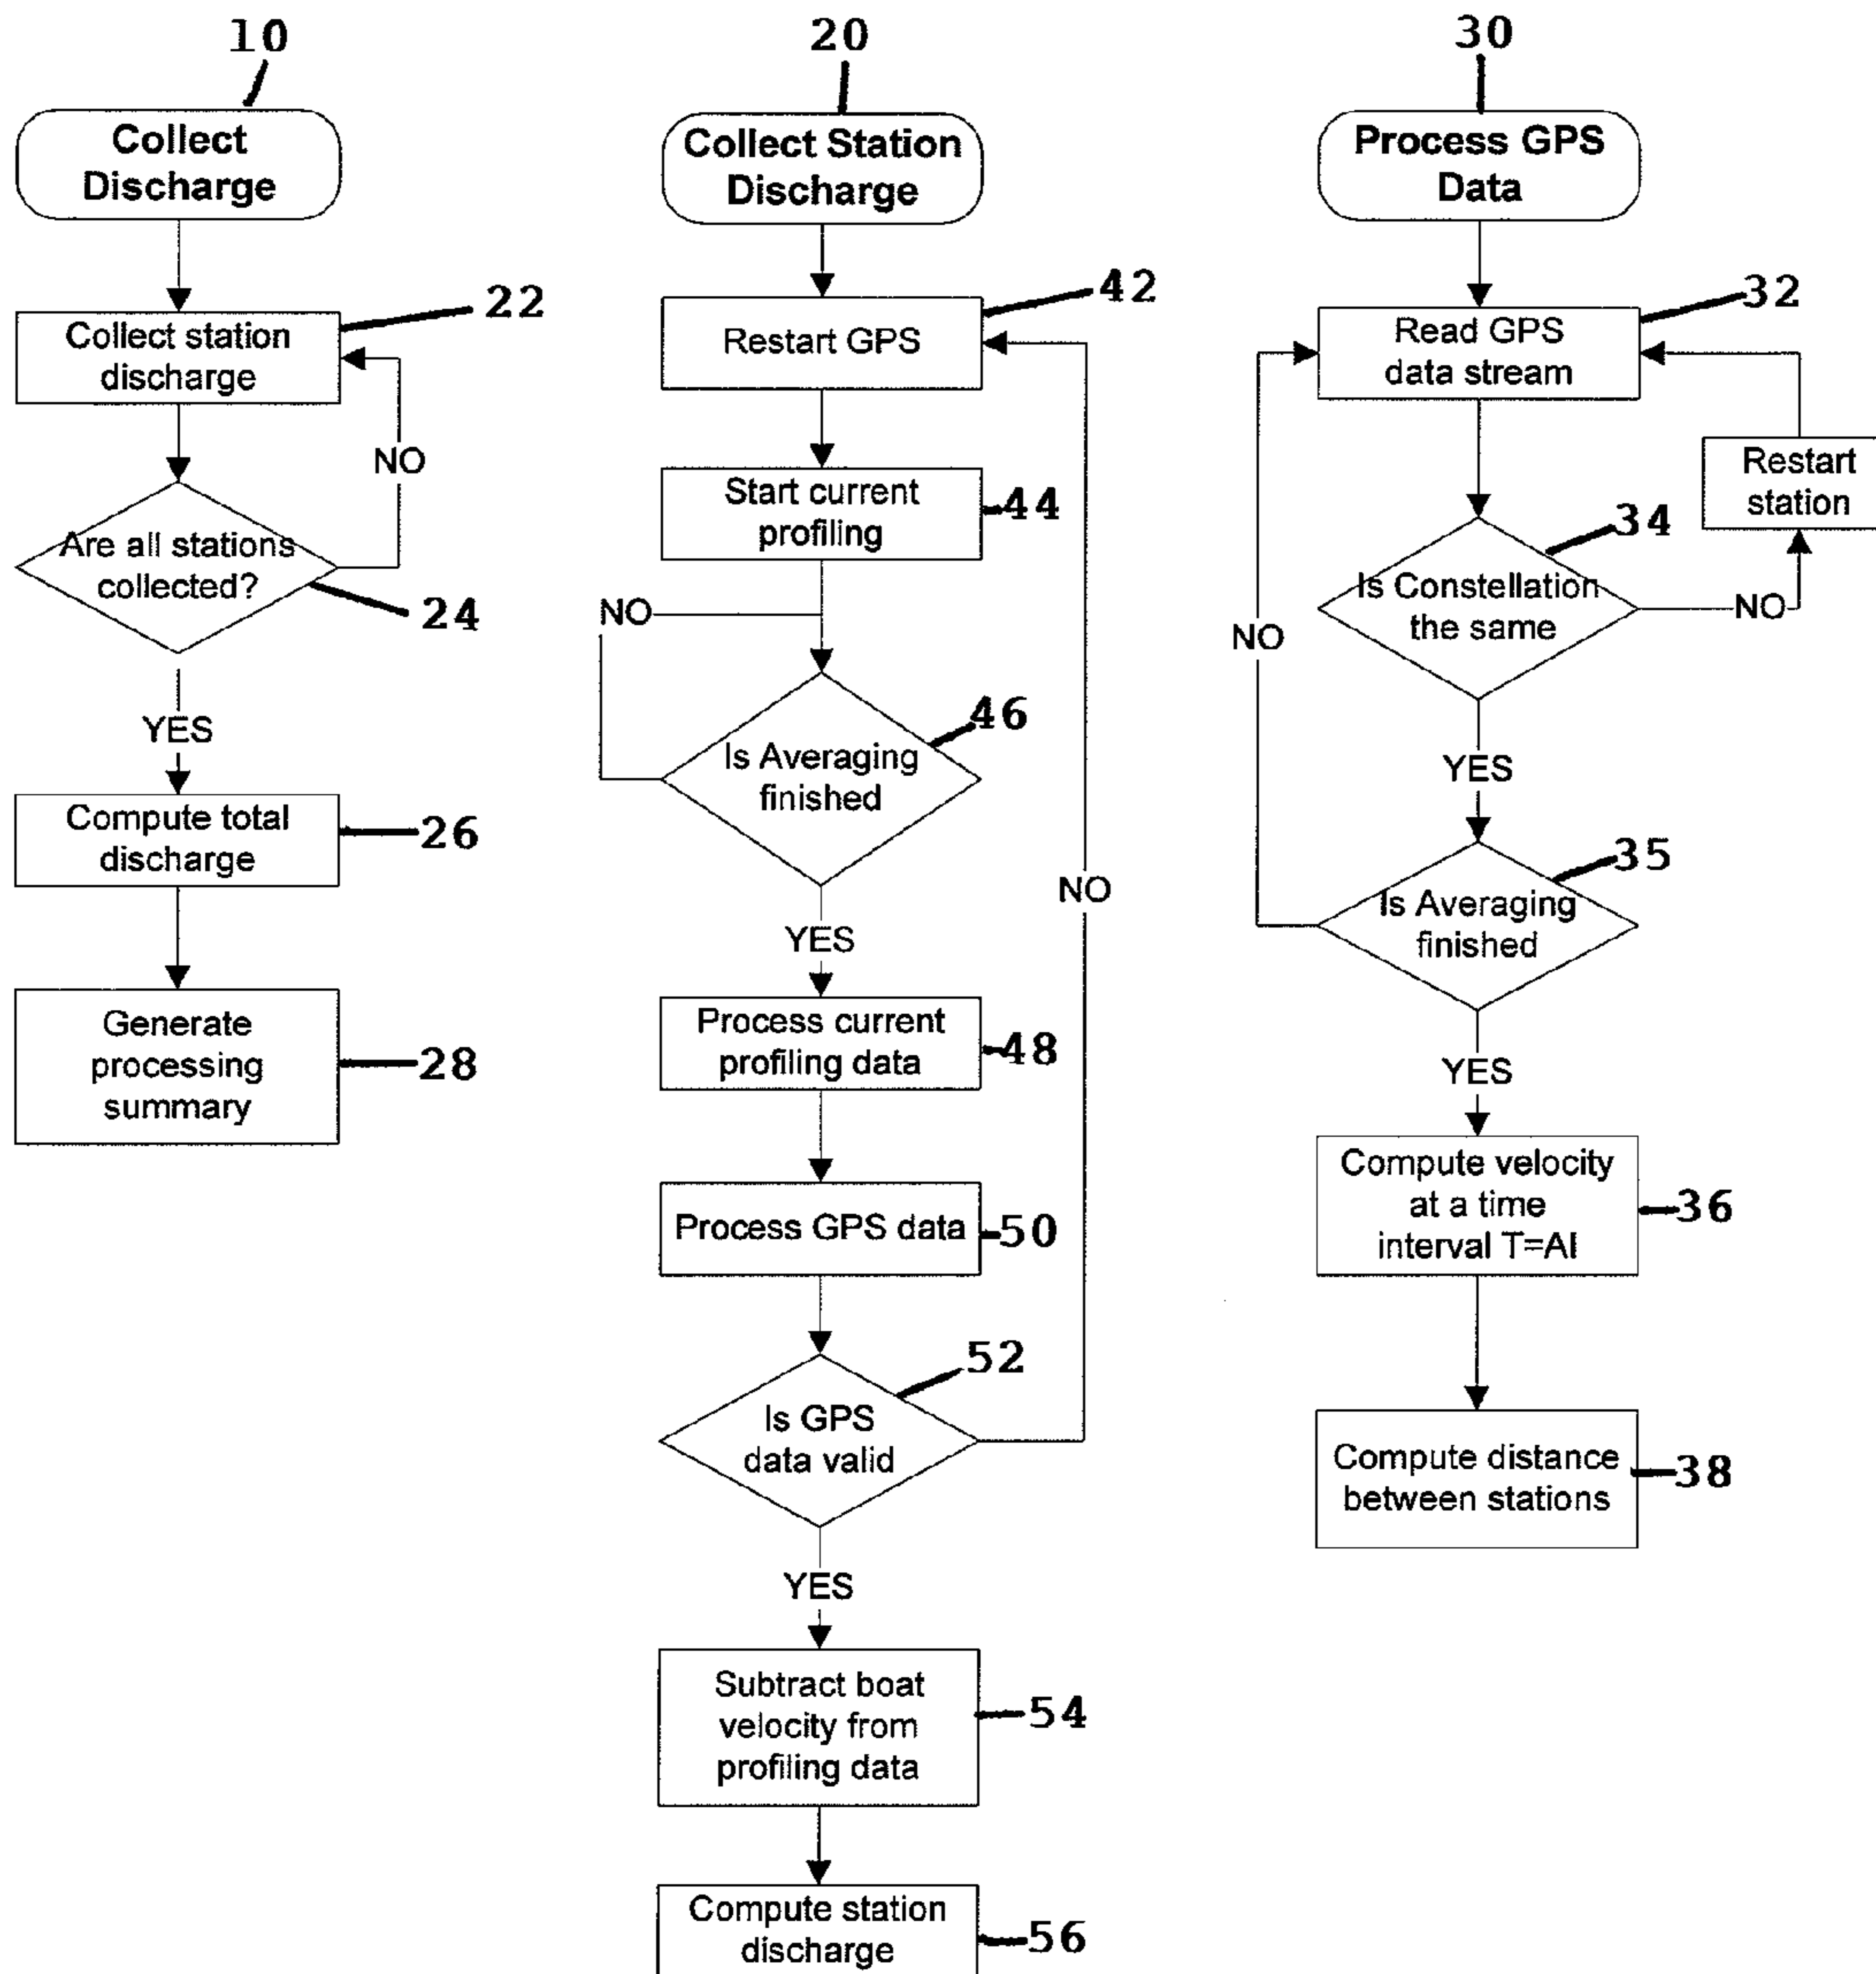 10
Collect
Discharge
22
Collect station
discharge
NO
Are all stations
collected?
24
YES
Compute total
discharge
26
Generate
processing
summary
28
20
Collect Station
Discharge
42
Restart GPS
Start current
profiling
44
NO
46
Is Averaging
finished
NO
YES
Process current
profiling data
48
Process GPS data
50
52
Is GPS
data valid
YES
Subtract boat
velocity from
profiling data
54
Compute station
discharge
56
30
Process GPS
Data
32
Read GPS
data stream
Restart
station
34
Is Constellation
the same
NO
NO
YES
35
Is Averaging
finished
YES
Compute velocity
at a time
interval T=AI
36
Compute distance
between stations
38